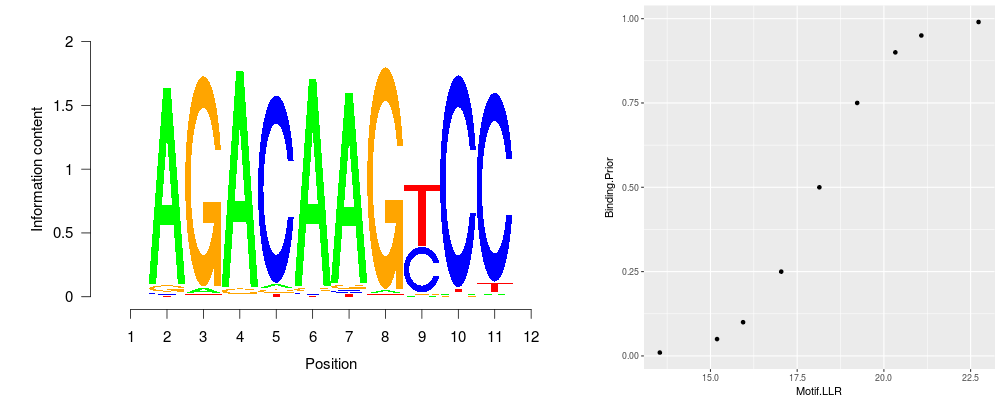 2
1.5
1
0.5
0
Information content
AGACAAGTCC
C
1 2 3 4 5 6 7 8 9 10 11 12
Position
1.00
0.75
0.50
0.25
0.00
Binding.Prior
15.0 17.5 20.0 22.5
Motif.LLR